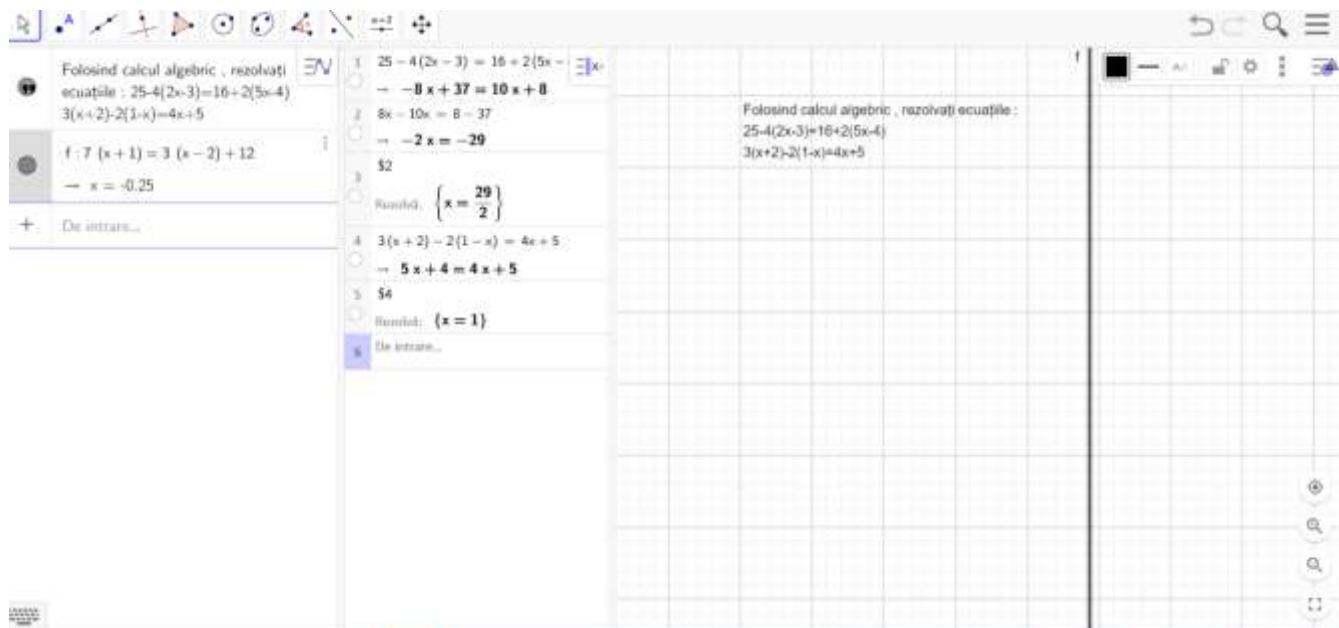 Folosind calcul algebric , rezolvați
ecuațiile : 25-4(2x-3)=16+2(5x-4)
3(x+2)-2(1-x)=4x+5
f : 7 (x + 1) = 3 (x − 2) + 12
→ x = -0.25
+ De intrare...
1 25 − 4(2x − 3) = 16 + 2(5x −
→ −8 x + 37 = 10 x + 8
2 8x − 10x = 8 − 37
→ −2 x = −29
3 $2
Rezolvă: {x = 29/2}
4 3(x + 2) − 2(1 − x) = 4x + 5
→ 5 x + 4 = 4 x + 5
5 $4
Rezolvă: {x = 1}
6 De intrare...
f
Folosind calcul algebric , rezolvați ecuațiile :
25-4(2x-3)=16+2(5x-4)
3(x+2)-2(1-x)=4x+5